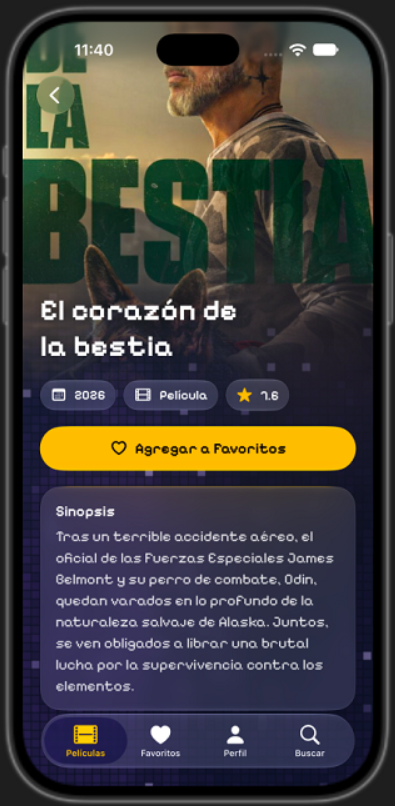 11:40
DE
LA
BESTIA
El corazón de
la bestia
2026
Película
7.6
Agregar a Favoritos
Sinopsis
Tras un terrible accidente aéreo, el
oficial de las Fuerzas Especiales James
Belmont y su perro de combate, Odin,
quedan varados en lo profundo de la
naturaleza salvaje de Alaska. Juntos,
se ven obligados a librar una brutal
lucha por la supervivencia contra los
elementos.
Películas
Favoritos
Perfil
Buscar